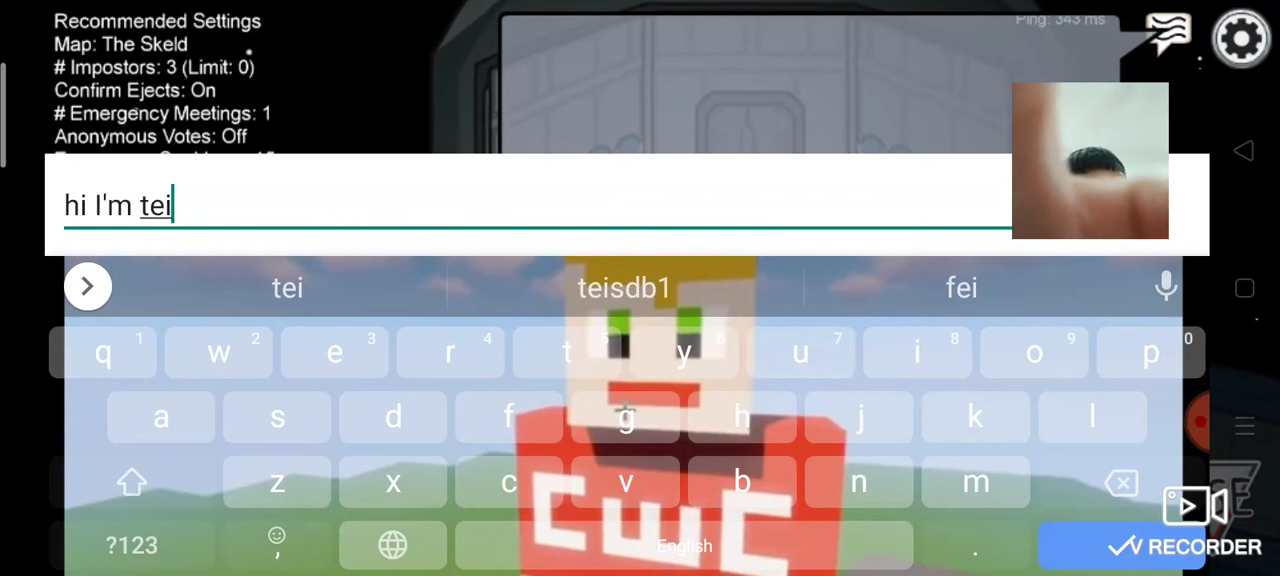 Recommended Settings
Map: The Skeld
# Impostors: 3 (Limit: 0)
Confirm Ejects: On
# Emergency Meetings: 1
Anonymous Votes: Off
Ping: 343 ms
hi I'm tei
tei teisdb1 fei
q 1 w 2 e 3 r 4 t 5 y 6 u 7 i 8 o 9 p 0
a s d f g h j k l
z x c v b n m
?123 , English .
CWC
V RECORDER